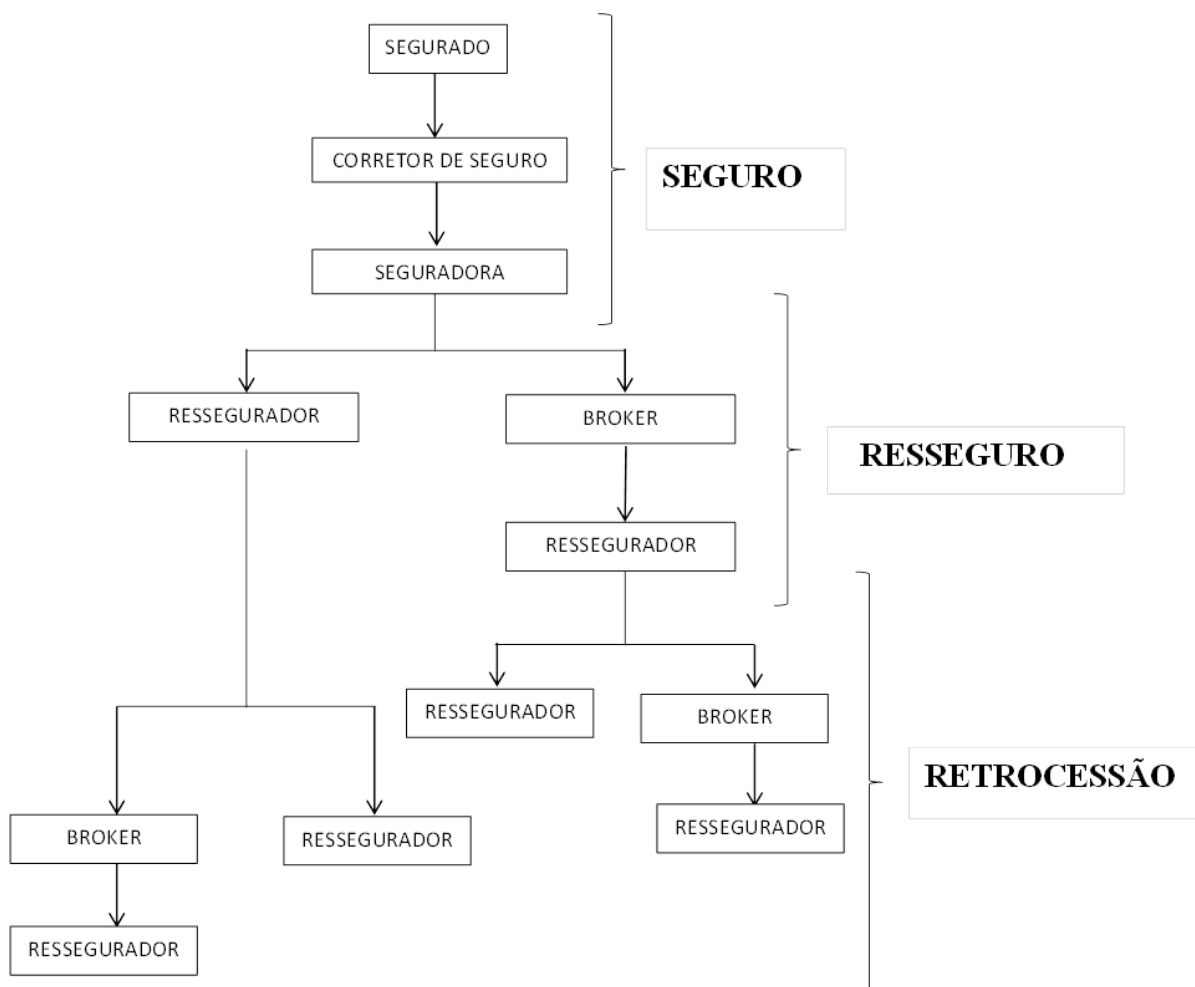 SEGURADO
CORRETOR DE SEGURO
SEGURO
SEGURADORA
RESSEGURADOR
BROKER
RESSEGURO
RESSEGURADOR
RESSEGURADOR
BROKER
RETROCESSÃO
BROKER
RESSEGURADOR
RESSEGURADOR
RESSEGURADOR